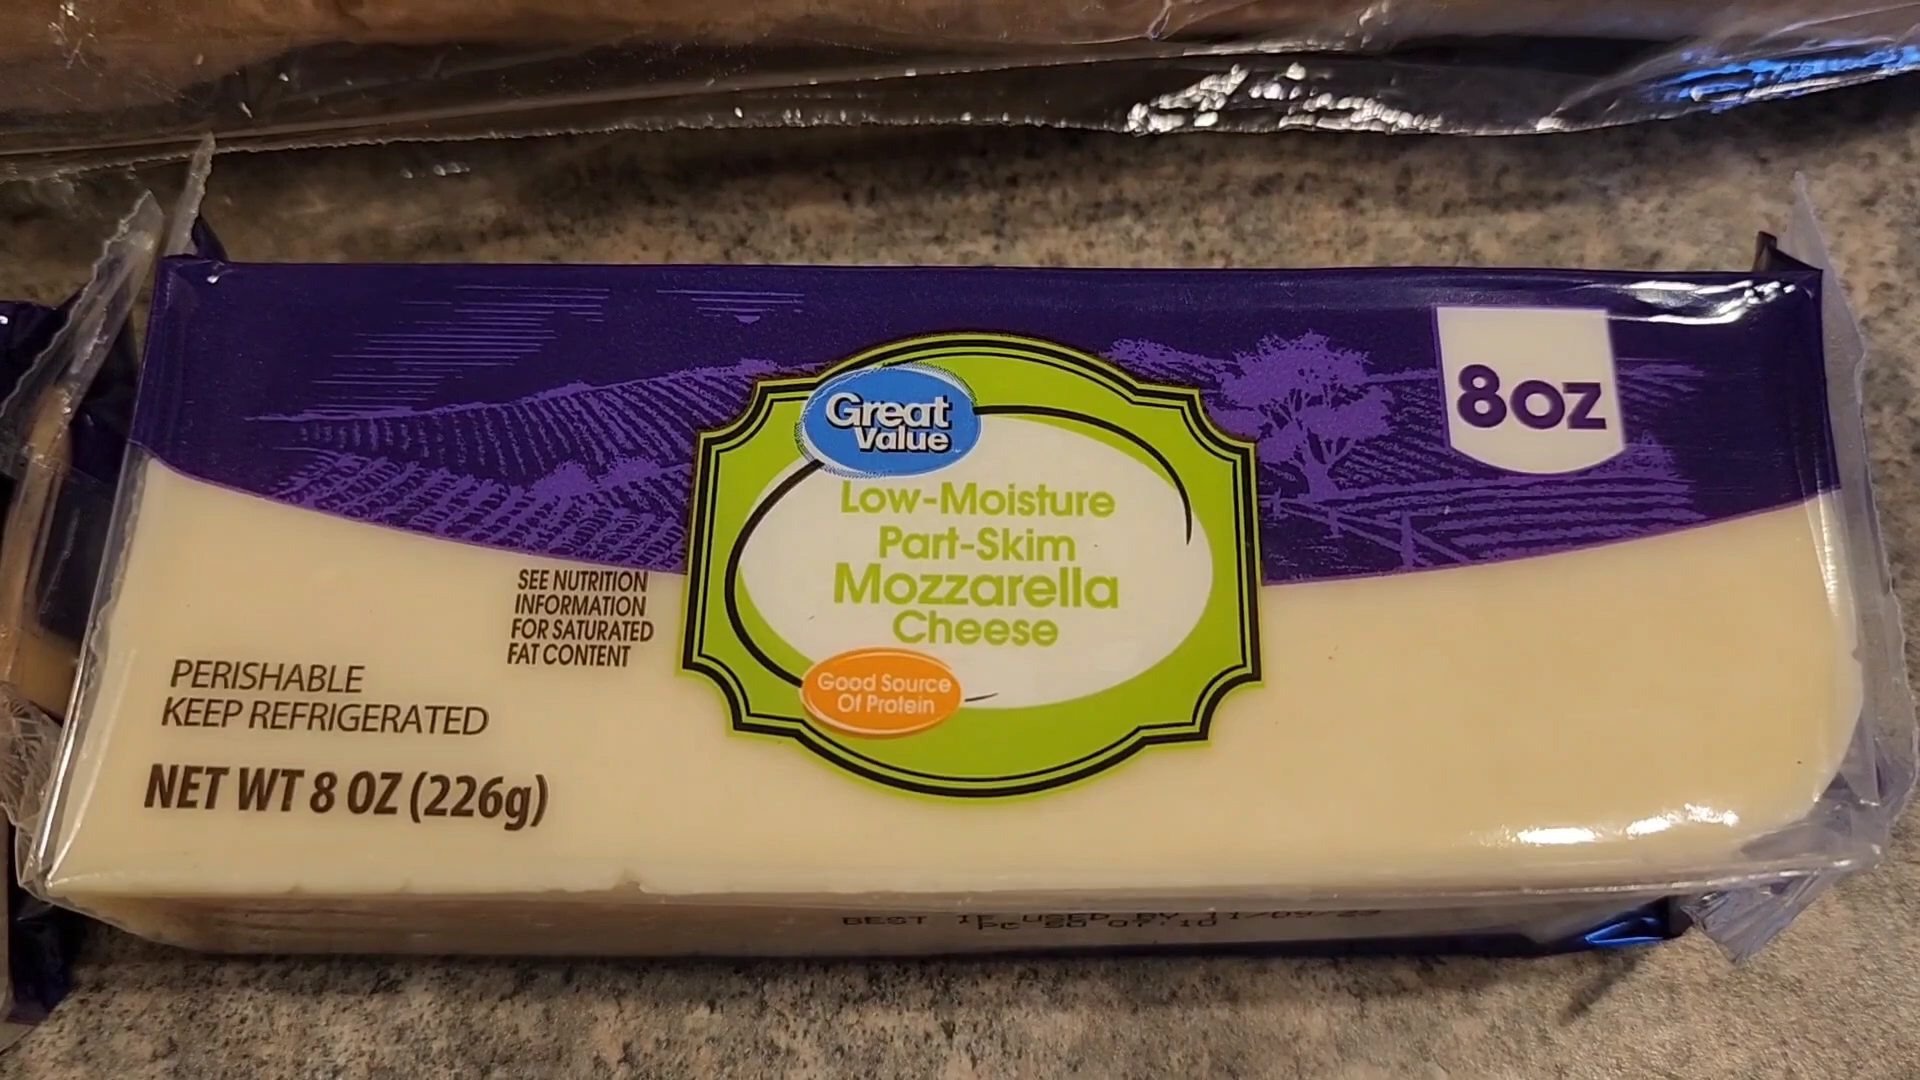 8oz
Great
Value
Low-Moisture
Part-Skim
Mozzarella
Cheese
Good Source
Of Protein
SEE NUTRITION
INFORMATION
FOR SATURATED
FAT CONTENT
PERISHABLE
KEEP REFRIGERATED
NET WT 8 OZ (226g)
BEST IF USED BY